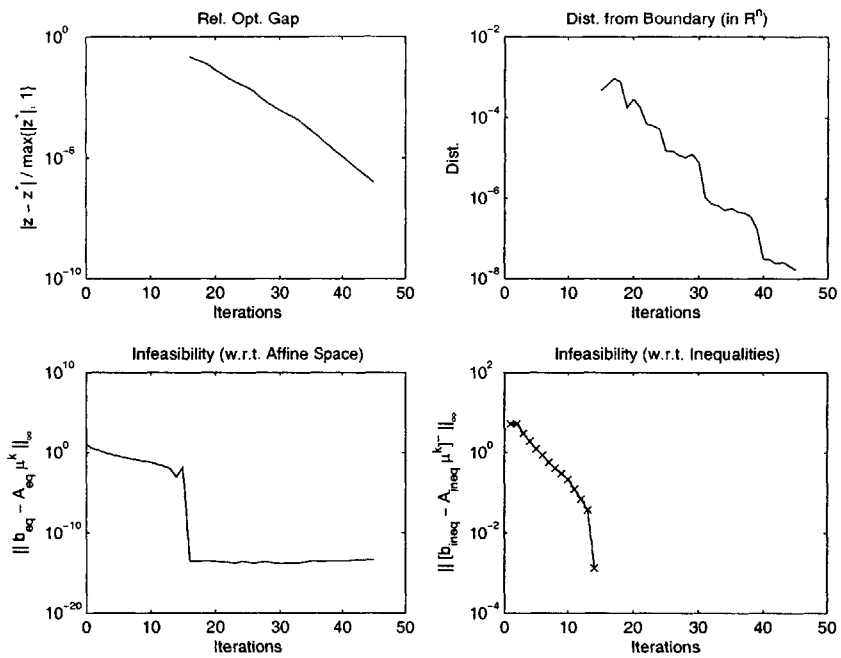 Rel. Opt. Gap
10^0
10^-5
10^-10
|z - z*| / max{|z*|, 1}
0 10 20 30 40 50
Iterations
Dist. from Boundary (in R^n)
10^-2
10^-4
10^-6
10^-8
Dist.
0 10 20 30 40 50
Iterations
Infeasibility (w.r.t. Affine Space)
10^10
10^0
10^-10
10^-20
|| b_eq - A_eq μ^k ||_∞
0 10 20 30 40 50
Iterations
Infeasibility (w.r.t. Inequalities)
10^2
10^0
10^-2
10^-4
|| [b_ineq - A_ineq μ^k]^- ||_∞
0 10 20 30 40 50
Iterations